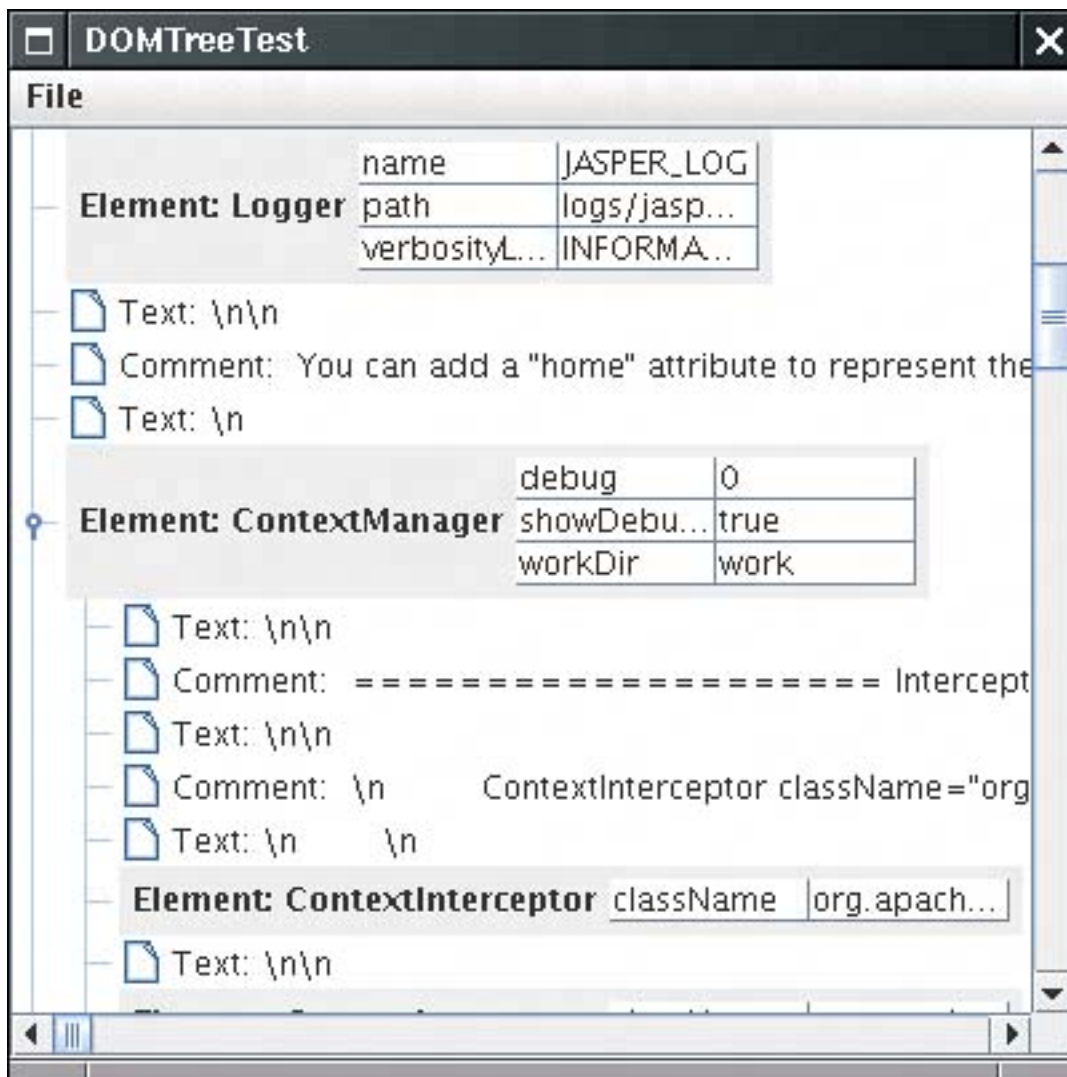 DOMTreeTest
File
name JASPER_LOG
Element: Logger path logs/jasp...
verbosityL... INFORMA...
Text: \n\n
Comment:  You can add a "home" attribute to represent the
Text: \n
debug 0
Element: ContextManager showDebu... true
workDir work
Text: \n\n
Comment:  ==================== Intercept
Text: \n\n
Comment:  \n        ContextInterceptor className="org
Text: \n        \n
Element: ContextInterceptor className org.apach...
Text: \n\n